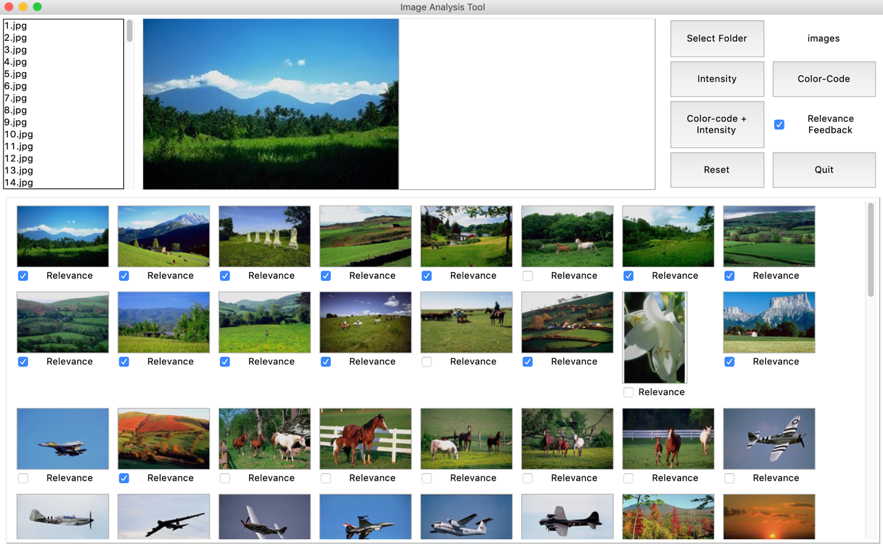 Image Analysis Tool
1.jpg
2.jpg
3.jpg
4.jpg
5.jpg
6.jpg
7.jpg
8.jpg
9.jpg
10.jpg
11.jpg
12.jpg
13.jpg
14.jpg
Select Folder
images
Intensity
Color-Code
Color-code +
Intensity
Relevance
Feedback
Reset
Quit
Relevance Relevance Relevance Relevance Relevance Relevance Relevance Relevance
Relevance Relevance Relevance Relevance Relevance Relevance Relevance
Relevance
Relevance Relevance Relevance Relevance Relevance Relevance Relevance Relevance